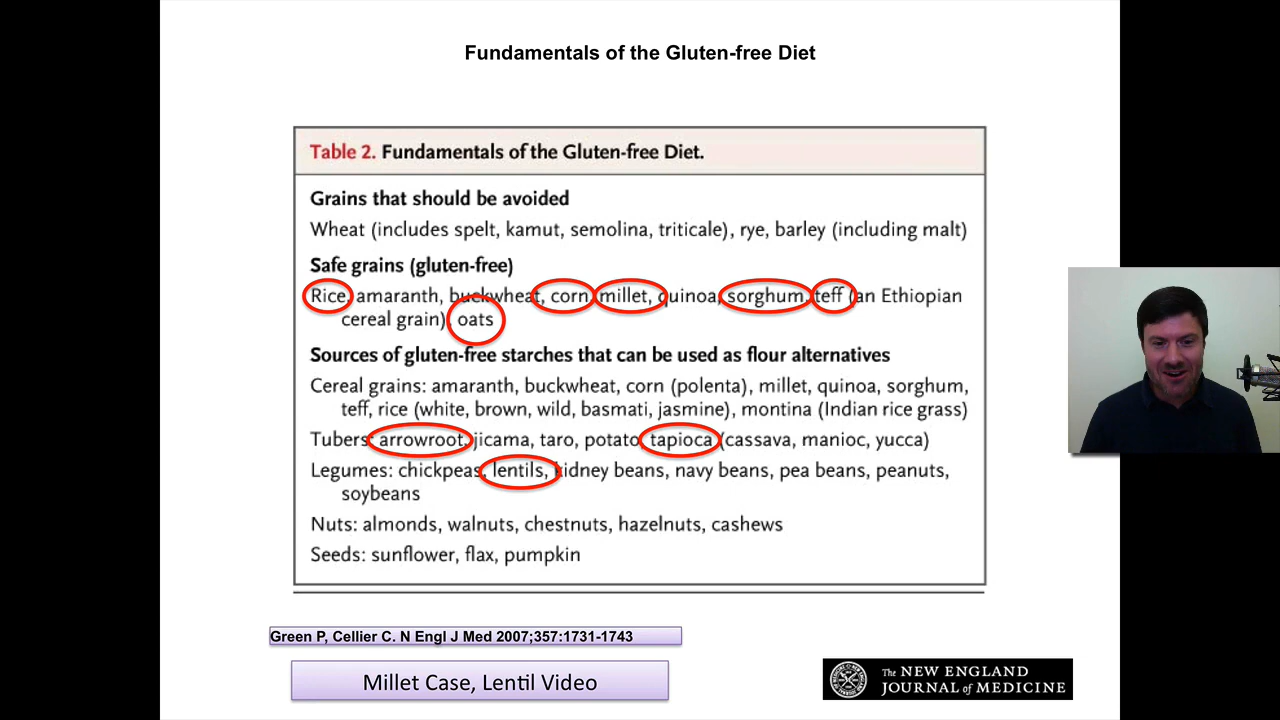 Fundamentals of the Gluten-free Diet
Table 2. Fundamentals of the Gluten-free Diet.
Grains that should be avoided
Wheat (includes spelt, kamut, semolina, triticale), rye, barley (including malt)
Safe grains (gluten-free)
Rice, amaranth, buckwheat, corn, millet, quinoa, sorghum, teff (an Ethiopian
cereal grain), oats
Sources of gluten-free starches that can be used as flour alternatives
Cereal grains: amaranth, buckwheat, corn (polenta), millet, quinoa, sorghum,
teff, rice (white, brown, wild, basmati, jasmine), montina (Indian rice grass)
Tubers: arrowroot, jicama, taro, potato, tapioca (cassava, manioc, yucca)
Legumes: chickpeas, lentils, kidney beans, navy beans, pea beans, peanuts,
soybeans
Nuts: almonds, walnuts, chestnuts, hazelnuts, cashews
Seeds: sunflower, flax, pumpkin
Green P, Cellier C. N Engl J Med 2007;357:1731-1743
Millet Case, Lentil Video
The NEW ENGLAND
JOURNAL of MEDICINE